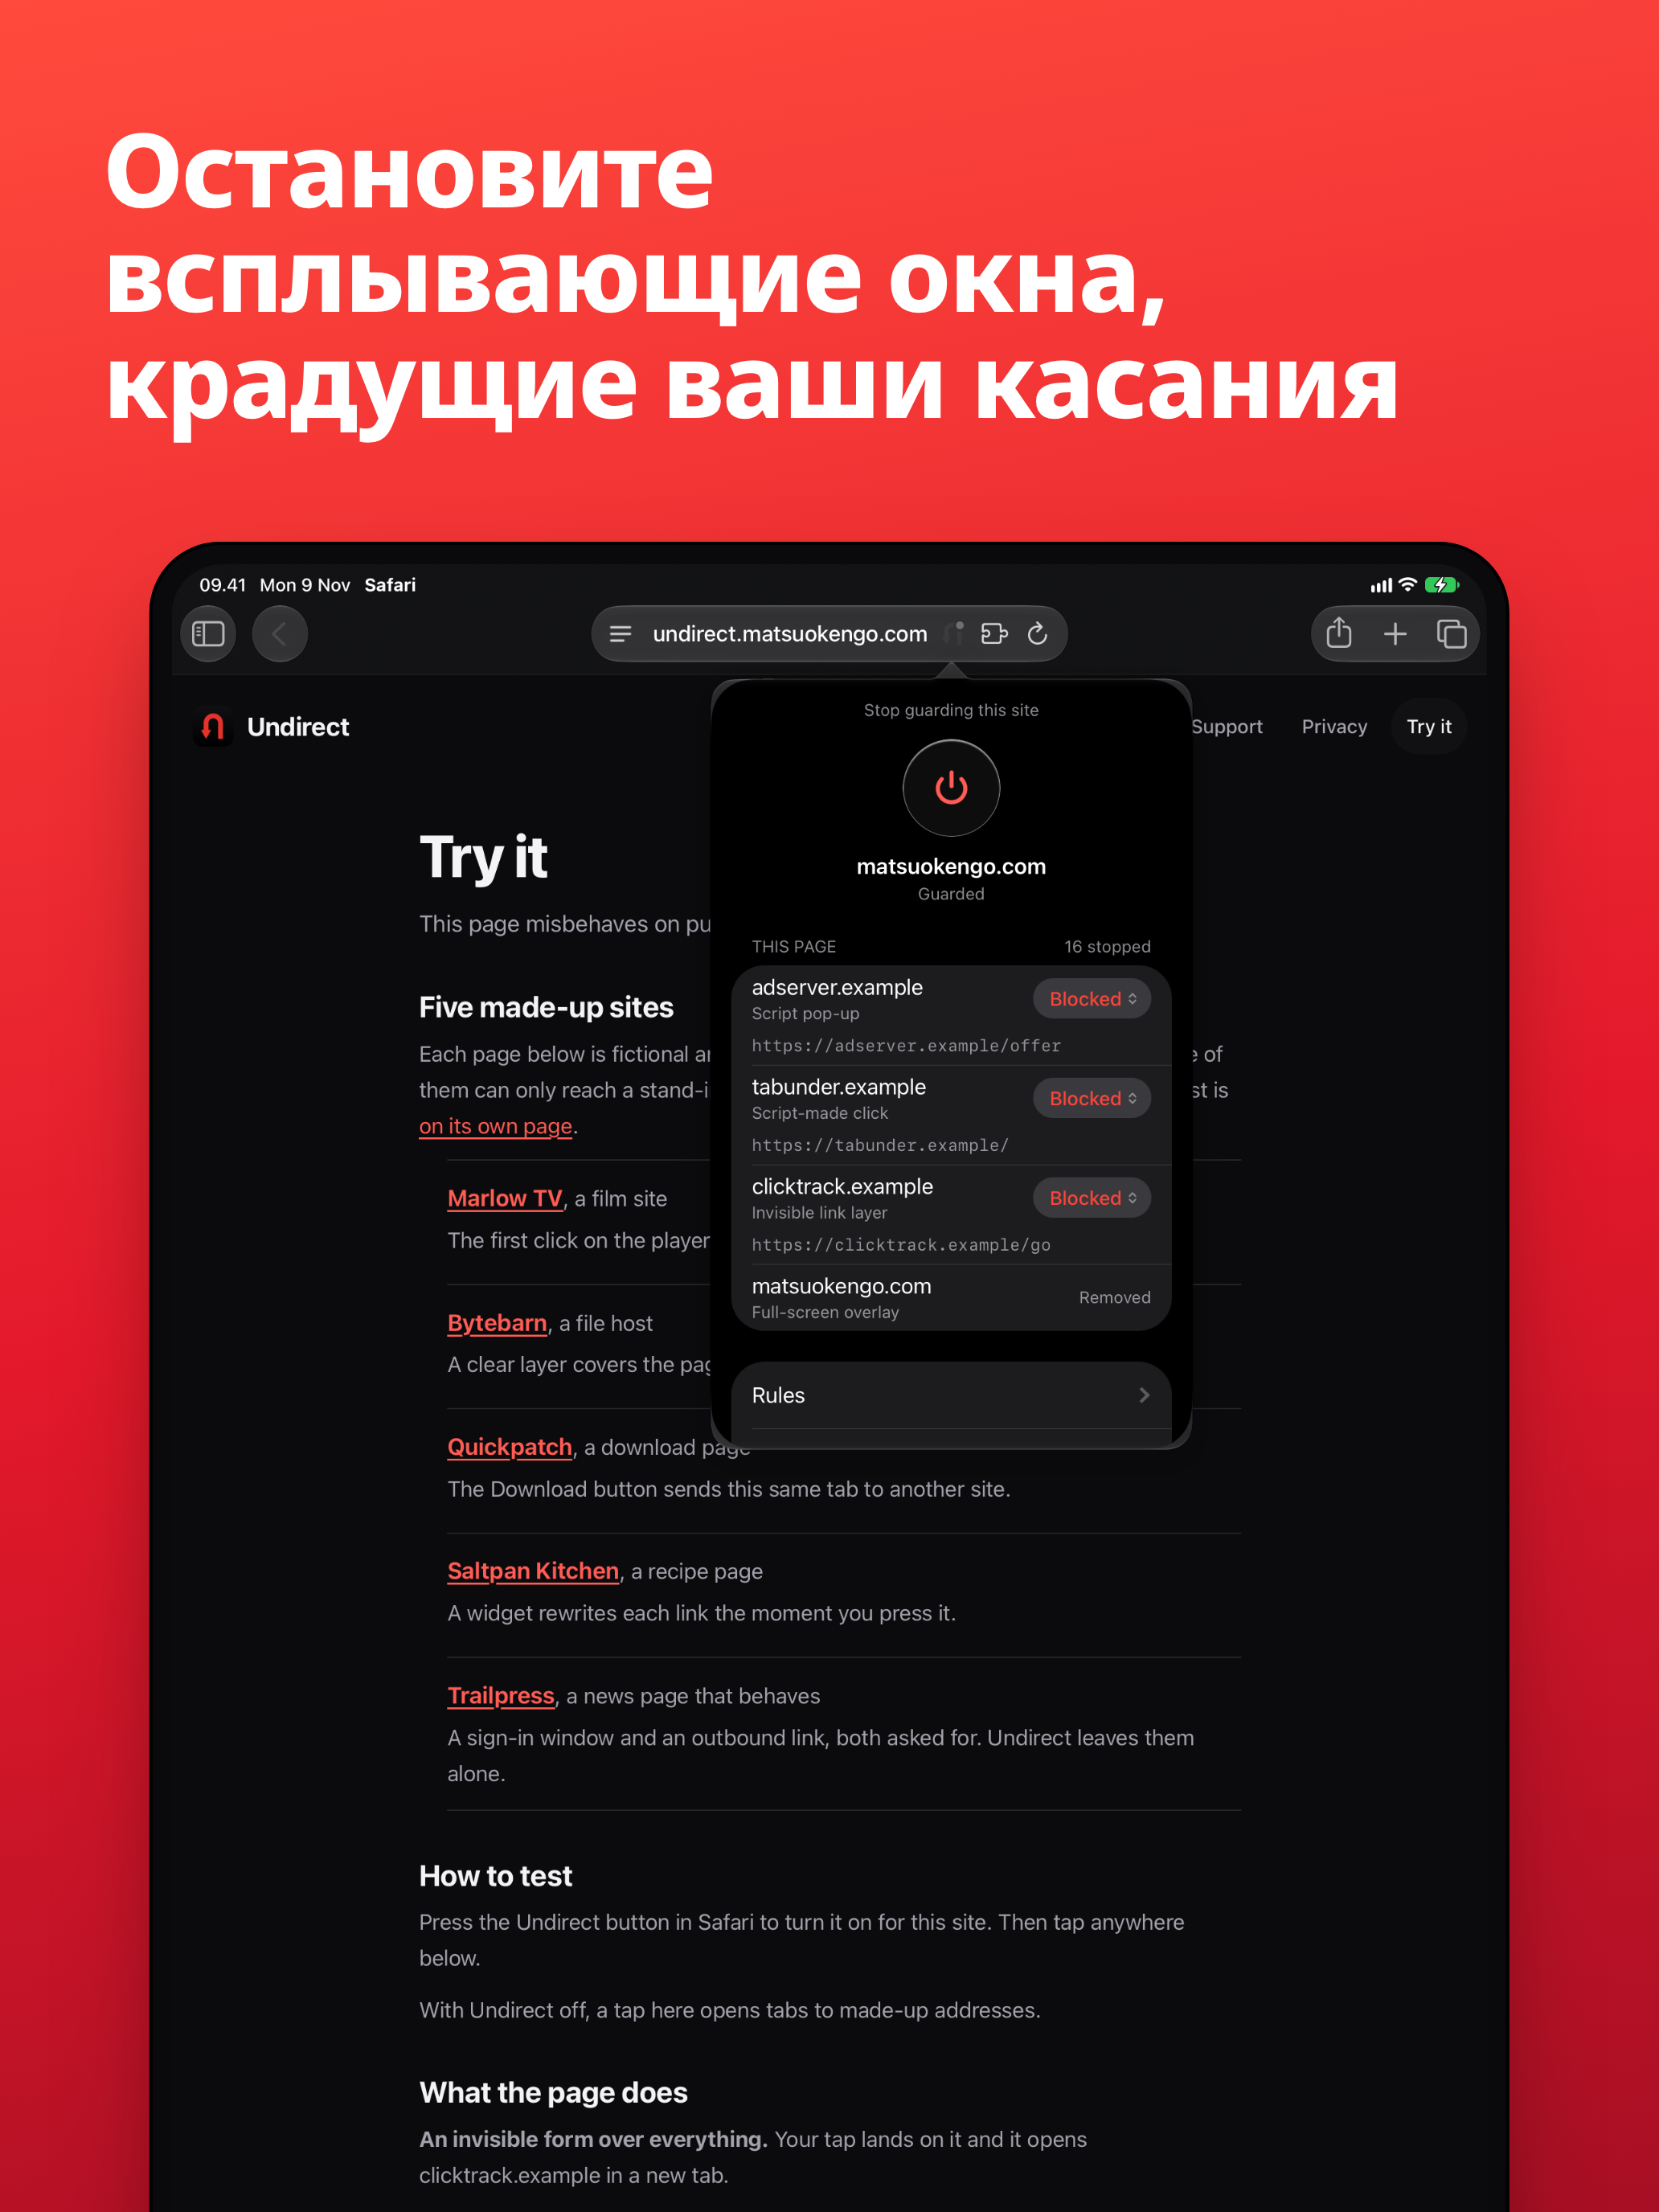 Остановите
всплывающие окна,
крадущие ваши касания
09.41 Mon 9 Nov Safari
undirect.matsuokengo.com
Undirect
Support Privacy Try it
Stop guarding this site
matsuokengo.com
Guarded
THIS PAGE 16 stopped
adserver.example
Script pop-up
Blocked
https://adserver.example/offer
tabunder.example
Script-made click
Blocked
https://tabunder.example/
clicktrack.example
Invisible link layer
Blocked
https://clicktrack.example/go
matsuokengo.com
Full-screen overlay
Removed
Rules
Try it
This page misbehaves on
Five made-up sites
Each page below is fictional of
them can only reach a is
on its own page.
Marlow TV, a film site
The first click on the player
Bytebarn, a file host
A clear layer covers the
Quickpatch, a download page
The Download button sends this same tab to another site.
Saltpan Kitchen, a recipe page
A widget rewrites each link the moment you press it.
Trailpress, a news page that behaves
A sign-in window and an outbound link, both asked for. Undirect leaves them
alone.
How to test
Press the Undirect button in Safari to turn it on for this site. Then tap anywhere
below.
With Undirect off, a tap here opens tabs to made-up addresses.
What the page does
An invisible form over everything. Your tap lands on it and it opens
clicktrack.example in a new tab.